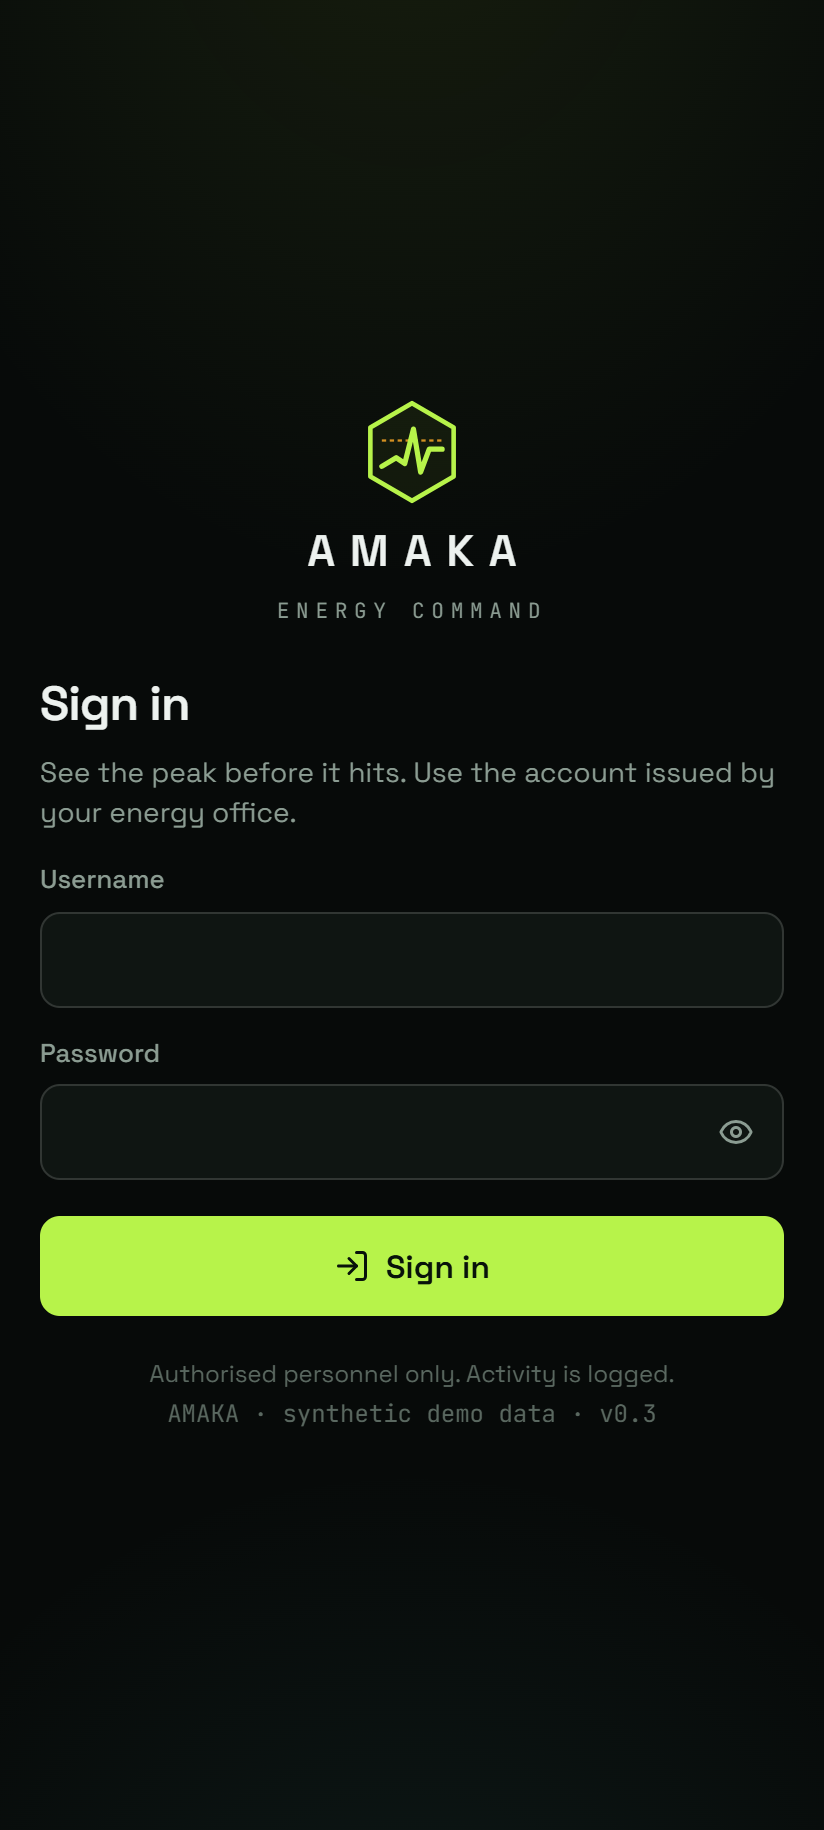 AMAKA
ENERGY COMMAND
Sign in
See the peak before it hits. Use the account issued by
your energy office.
Username
Password
Sign in
Authorised personnel only. Activity is logged.
AMAKA · synthetic demo data · v0.3